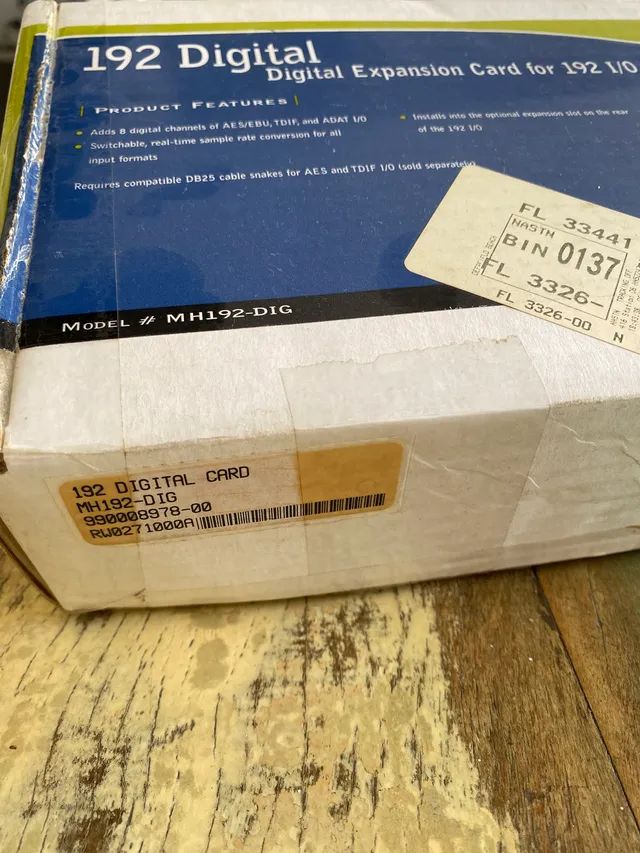 192 Digital
Digital Expansion Card for 192 I/O
PRODUCT FEATURES
Adds 8 digital channels of AES/EBU, TDIF, and ADAT I/O
Switchable, real-time sample rate conversion for all
input formats
Installs into the optional expansion slot on the rear
of the 192 I/O
Requires compatible DB25 cable snakes for AES and TDIF I/O (sold separately
FL 33441
NASTN
BIN 0137
FL 3326-
FL 3326-00
N
MODEL # MH192-DIG
192 DIGITAL CARD
MH192-DIG
990008978-00
RW0271000A